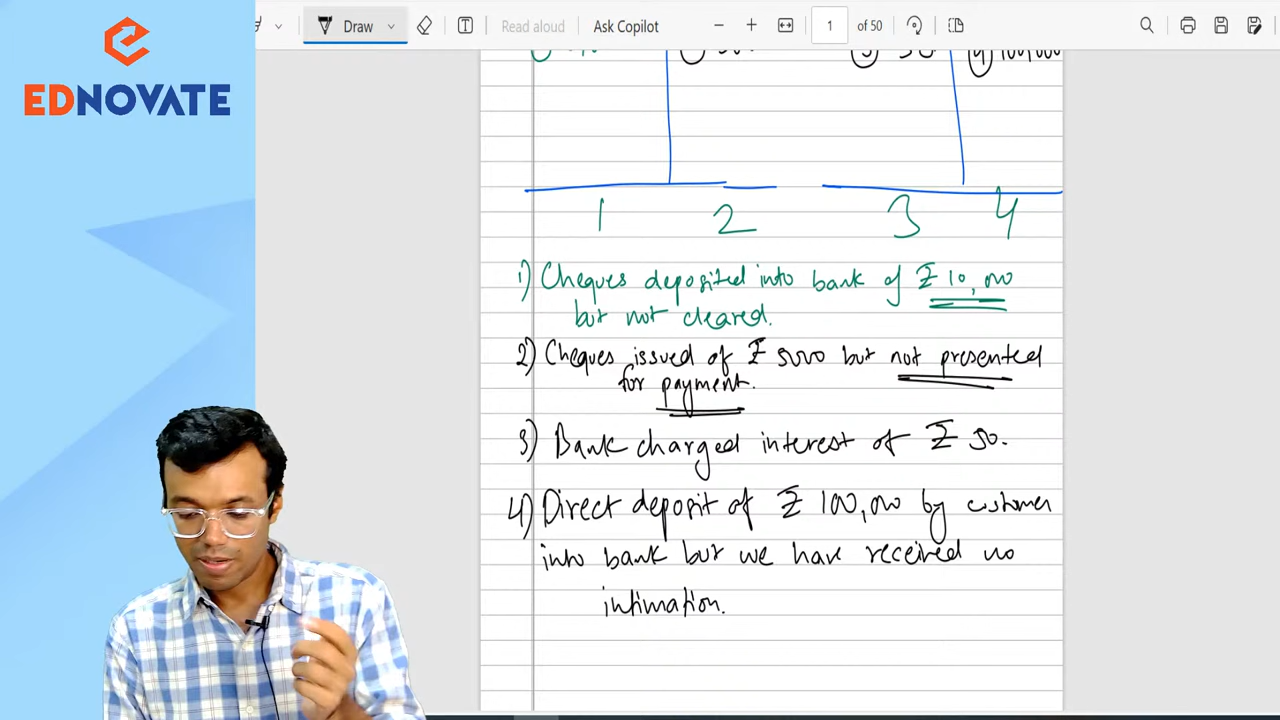 Draw
Read aloud
Ask Copilot
1 of 50
EDNOVATE
1 2 3 4
1) Cheques deposited into bank of ₹ 10,000
but not cleared.
2) Cheques issued of ₹ 5000 but not presented
for payment.
3) Bank charged interest of ₹ 50.
4) Direct deposit of ₹ 100,000 by customer
into bank but we have received no
intimation.